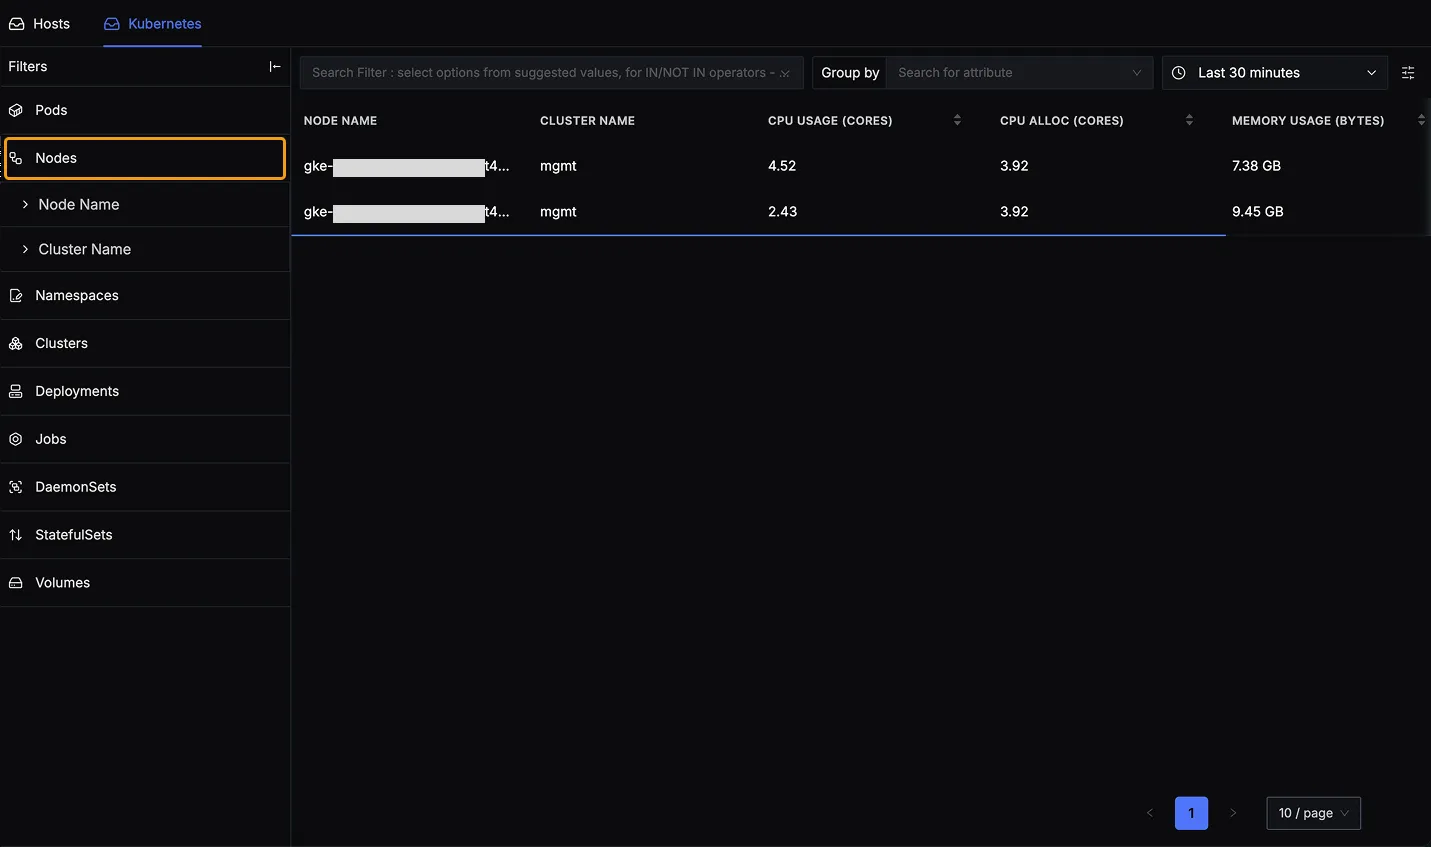 Hosts
Kubernetes
Filters
Pods
Nodes
Node Name
Cluster Name
Namespaces
Clusters
Deployments
Jobs
DaemonSets
StatefulSets
Volumes
Search Filter : select options from suggested values, for IN/NOT IN operators -
Group by Search for attribute
Last 30 minutes
NODE NAME CLUSTER NAME CPU USAGE (CORES) CPU ALLOC (CORES) MEMORY USAGE (BYTES)
gke- t4... mgmt 4.52 3.92 7.38 GB
gke- t4... mgmt 2.43 3.92 9.45 GB
1
10 / page